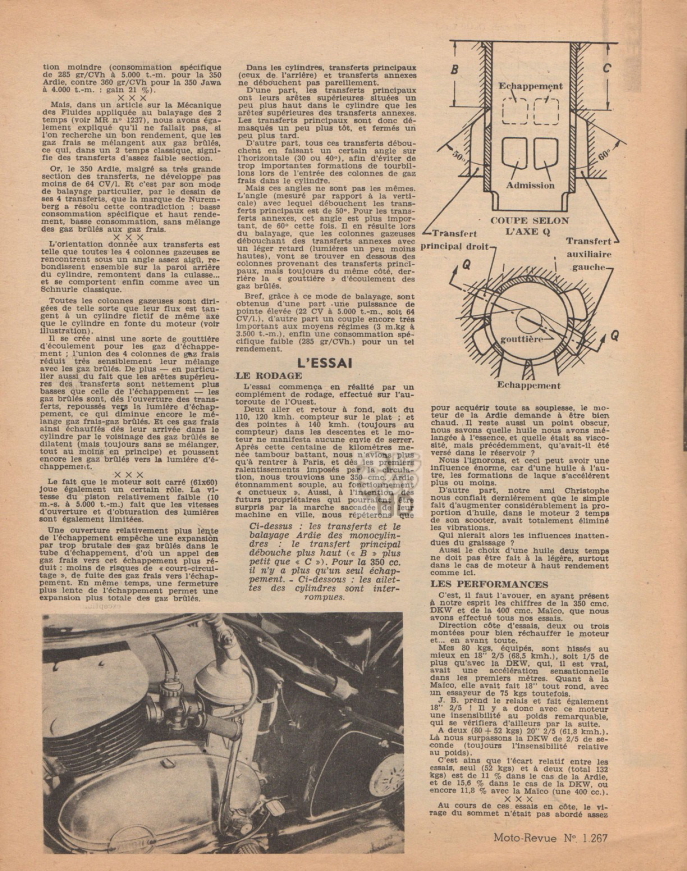 tion moindre (consommation spécifique
de 285 gr/CVh à 5.000 t.-m. pour la 350
Ardie, contre 360 gr/CVh pour la 350 Jawa
à 4.000 t.-m. : gain 21 %).
× × ×
Mais, dans un article sur la Mécanique
des Fluides appliquée au balayage des 2
temps (voir MR n° 1237), nous avons éga-
lement expliqué qu'il ne fallait pas, si
l'on recherche un bon rendement, que les
gaz frais se mélangent aux gaz brûlés,
ce qui, dans un 2 temps classique, signi-
fie des transferts d'assez faible section.
Or, le 350 Ardie, malgré sa très grande
section des transferts, ne développe pas
moins de 64 CV/l. Et c'est par son mode
de balayage particulier, par le dessin de
ses 4 transferts, que la marque de Nurem-
berg a résolu cette contradiction : basse
consommation spécifique et haut rende-
ment, basse consommation, sans mélange
des gaz brûlés aux gaz frais.
× × ×
L'orientation donnée aux transferts est
telle que toutes les 4 colonnes gazeuses se
rencontrent sous un angle assez aigü, re-
bondissent ensemble sur la paroi arrière
du cylindre, remontent dans la culasse...
et se comportent enfin comme en un
Schnurle classique.
Toutes les colonnes gazeuses sont diri-
gées de telle sorte que leur flux est tan-
gent à un cylindre fictif de même axe
que le cylindre en fonte du moteur (voir
illustration).
Il se crée ainsi une sorte de gouttière
d'écoulement pour les gaz d'échappe-
ment ; l'union des 4 colonnes de gaz frais
réduit très sensiblement leur mélange
avec les gaz brûlés. De plus — en particu-
lier aussi du fait que les arêtes supérieu-
res des transferts sont nettement plus
basses que celle de l'échappement — les
gaz brûlés sont, dès l'ouverture des trans-
ferts, repoussés vers la lumière d'échap-
pement, ce qui diminue encore le mé-
lange gaz frais-gaz brûlés. Et ces gaz frais
ainsi échauffés dès leur arrivée dans le
cylindre par le voisinage des gaz brûlés se
dilatent (mais toujours sans se mélanger,
tout au moins en principe) et poussent
encore les gaz brûlés vers la lumière d'é-
chappement.
× × ×
Le fait que le moteur soit carré (61x60)
joue également un certain rôle. La vi-
tesse du piston relativement faible (10
m.-s. à 5.000 t.-m.) fait que les vitesses
d'ouverture et d'obturation des lumières
sont également limitées.
Une ouverture relativement plus lente
de l'échappement empêche une expansion
par trop brutale des gaz brûlés dans le
tube d'échappement, d'où un appel des
gaz frais vers cet échappement plus ré-
duit : moins de risques de « court-circui-
tage », de fuite des gaz frais vers l'échap-
pement. En même temps, une fermeture
plus lente de l'échappement permet une
expansion plus totale des gaz brûlés.
Dans les cylindres, transferts principaux
(ceux de l'arrière) et transferts annexes
ne débouchent pas pareillement.
D'une part, les transferts principaux
ont leurs arêtes supérieures situées un
peu plus haut dans le cylindre que les
arêtes supérieures des transferts annexes.
Les transferts principaux sont donc dé-
masqués un peu plus tôt, et fermés un
peu plus tard.
D'autre part, tous ces transferts débou-
chent en faisant un certain angle sur
l'horizontale (30 ou 40°), afin d'éviter de
trop importantes formations de tourbil-
lons lors de l'entrée des colonnes de gaz
frais dans le cylindre.
Mais ces angles ne sont pas les mêmes.
L'angle (mesuré par rapport à la verti-
cale) avec lequel débouchent les trans-
ferts principaux est de 50°. Pour les trans-
ferts annexes, cet angle est plus impor-
tant, de 60° cette fois. Il en résulte lors
du balayage, que les colonnes gazeuses
débouchant des transferts annexes avec
un léger retard (lumières un peu moins
hautes), vont se trouver en dessous des
colonnes provenant des transferts princi-
paux, mais toujours du même côté, der-
rière la « gouttière » d'écoulement des
gaz brûlés.
Bref, grâce à ce mode de balayage, sont
obtenus d'une part une puissance de
pointe élevée (22 CV à 5.000 t.-m., soit 64
CV/l.), d'autre part un couple encore très
important aux moyens régimes (3 m.kg à
2.500 t.-m.), enfin une consommation spé-
cifique faible (285 gr/CVh.) pour un tel
rendement.
L'ESSAI
LE RODAGE
L'essai commença en réalité par un
complément de rodage, effectué sur l'au-
toroute de l'Ouest.
Deux aller et retour à fond, soit du
110, 120 kmh. compteur sur le plat ; et
des pointes à 140 kmh. (toujours au
compteur) dans les descentes et le mo-
teur ne manifesta aucune envie de serrer.
Après cette centaine de kilomètres me-
née tambour battant, nous
qu'à rentrer à Paris, et
ralentissements imposés par la
tion, nous trouvions une 350 cmc. Ardie
étonnamment souple, au
« onctueux ». Aussi, à
futurs propriétaires qui
surpris par la marche saccadée
machine en ville, nous
Ci-dessus : les transferts et le
balayage Ardie des monocylin-
dres : le transfert principal
débouche plus haut (« B » plus
petit que « C »). Pour la 350 cc.
il n'y a plus qu'un seul échap-
pement. - Ci-dessous : les ailet-
tes des cylindres sont inter-
rompues.
B
C
Echappement
50°
60°
Admission
COUPE SELON
L'AXE Q
Transfert
principal droit
Transfert
auxiliaire
gauche
Q
Q
gouttière
Echappement
pour acquérir toute sa souplesse, le mo-
teur de la Ardie demande à être bien
chaud. Il reste aussi un point obscur,
nous savons quelle huile nous avons mé-
langée à l'essence, et quelle était sa visco-
sité, mais précédemment, qu'avait-il été
versé dans le réservoir ?
Nous l'ignorons, et ceci peut avoir une
influence énorme, car d'une huile à l'au-
tre, les formations de laque s'accélèrent
plus ou moins.
D'autre part, notre ami Christophe
nous confiait dernièrement que le simple
fait d'augmenter considérablement la pro-
portion d'huile, dans le moteur 2 temps
de son scooter, avait totalement éliminé
les vibrations.
Qui nierait alors les influences inatten-
dues du graissage ?
Aussi le choix d'une huile deux temps
ne doit pas être fait à la légère, surtout
dans le cas de moteur à haut rendement
comme ici.
LES PERFORMANCES
C'est, il faut l'avouer, en ayant présent
à notre esprit les chiffres de la 350 cmc.
DKW et de la 400 cmc. Maïco, que nous
avons effectué tous nos essais.
Direction côte d'essais, deux ou trois
montées pour bien réchauffer le moteur
et... en avant toute.
Mes 80 kgs, équipés, sont hissés au
mieux en 18" 2/5 (68,5 kmh.), soit 1/5 de
plus qu'avec la DKW, qui, il est vrai,
avait une accélération sensationnelle
dans les premiers mètres. Quant à la
Maïco, elle avait fait 18" tout rond, avec
un essayeur de 75 kgs toutefois.
J. B. prend le relais et fait également
18" 2/5 ! Il y a donc avec ce moteur
une insensibilité au poids remarquable,
qui se vérifiera d'ailleurs par la suite.
A deux (80 + 52 kgs) 20" 2/5 (61,8 kmh.).
Là nous surpassons la DKW de 2/5 de se-
conde (toujours l'insensibilité relative
au poids).
C'est ainsi que l'écart relatif entre les
essais, seul (52 kgs) et à deux (total 132
kgs) est de 11 % dans le cas de la Ardie,
et de 15,6 % dans le cas de la DKW, ou
encore 11,8 % avec la Maïco (une 400 cc.).
× × ×
Au cours de ces essais en côte, le vi-
rage du sommet n'était pas abordé assez
Moto-Revue N° 1.267